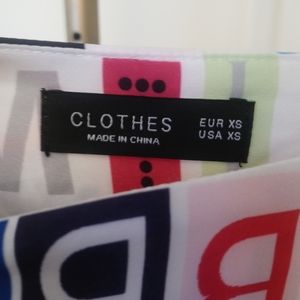 CLOTHES
MADE IN CHINA
EUR XS
USA XS
B
B